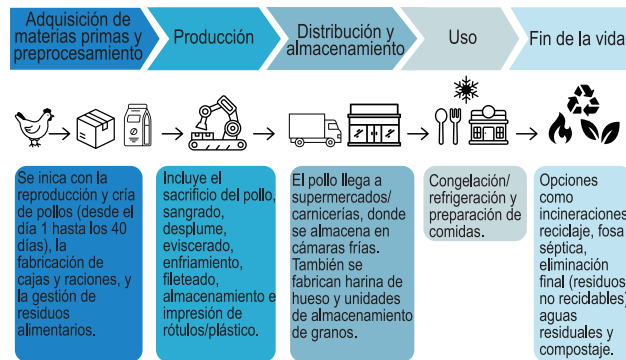 Adquisición de
materias primas y
preprocesamiento
Producción
Distribución y
almacenamiento
Uso
Fin de la vida
Se inica con la
reproducción y cría
de pollos (desde el
día 1 hasta los 40
días), la
fabricación de
cajas y raciones, y
la gestión de
residuos
alimentarios.
Incluye el
sacrificio del pollo,
sangrado,
desplume,
eviscerado,
enfriamiento,
fileteado,
almacenamiento e
impresión de
rótulos/plástico.
El pollo llega a
supermercados/
carnicerías, donde
se almacena en
cámaras frías.
También se
fabrican harina de
hueso y unidades
de almacenamiento
de granos.
Congelación/
refrigeración y
preparación de
comidas.
Opciones
como
incineraciones,
reciclaje, fosa
séptica,
eliminación
final (residuos
no reciclables)
aguas
residuales y
compostaje.